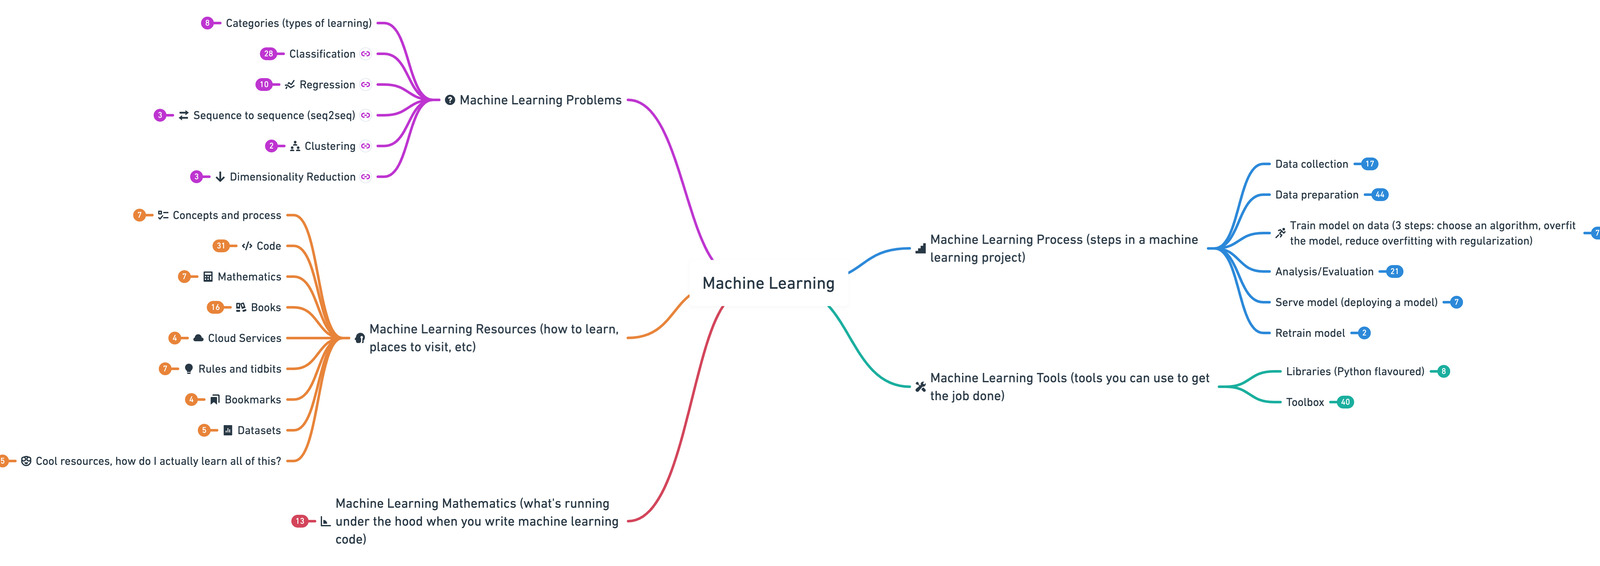 8 Categories (types of learning)
28 Classification
10 Regression
3 Sequence to sequence (seq2seq)
2 Clustering
3 Dimensionality Reduction
Machine Learning Problems
7 Concepts and process
31 Code
7 Mathematics
16 Books
4 Cloud Services
7 Rules and tidbits
4 Bookmarks
5 Datasets
5 Cool resources, how do I actually learn all of this?
Machine Learning Resources (how to learn,
places to visit, etc)
13
Machine Learning Mathematics (what's running
under the hood when you write machine learning
code)
Machine Learning
Machine Learning Process (steps in a machine
learning project)
Data collection 17
Data preparation 44
Train model on data (3 steps: choose an algorithm, overfit
the model, reduce overfitting with regularization)
Analysis/Evaluation 21
Serve model (deploying a model) 7
Retrain model 2
Machine Learning Tools (tools you can use to get
the job done)
Libraries (Python flavoured) 8
Toolbox 40